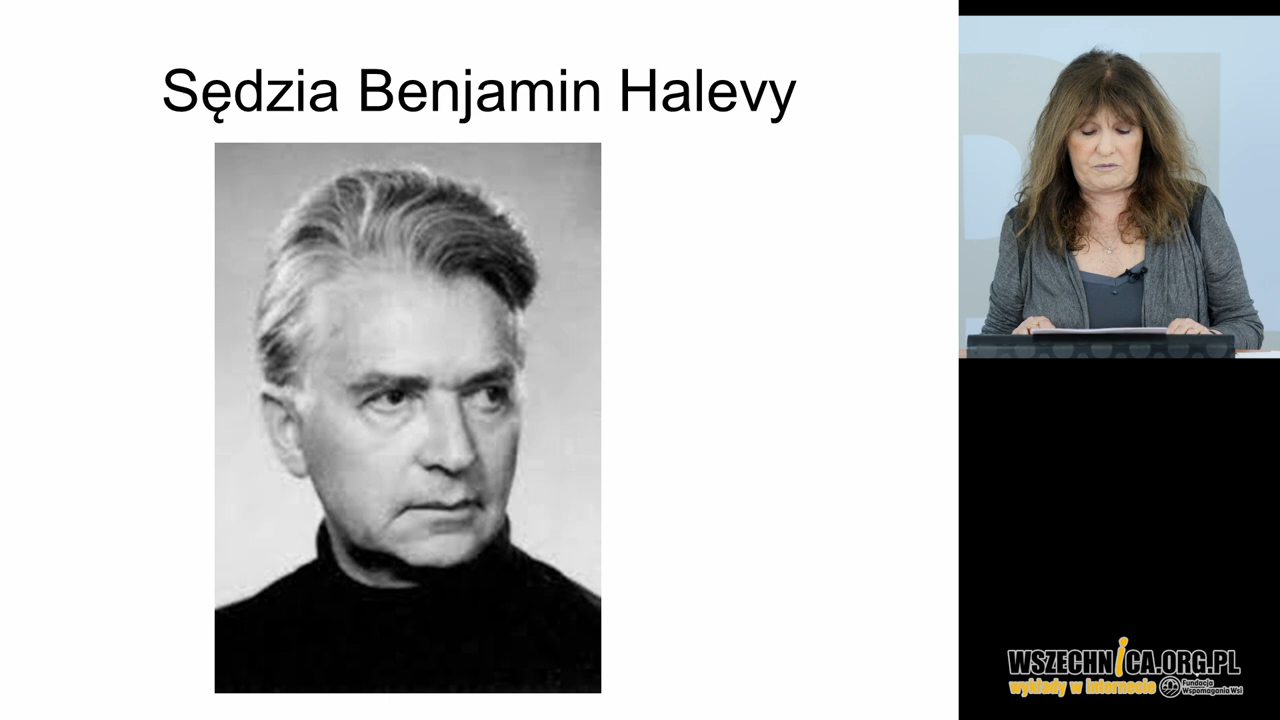 Sędzia Benjamin Halevy
WSZECHNICA.ORG.PL
wykłady w internecie
Fundacja
Wspomagania Wsi